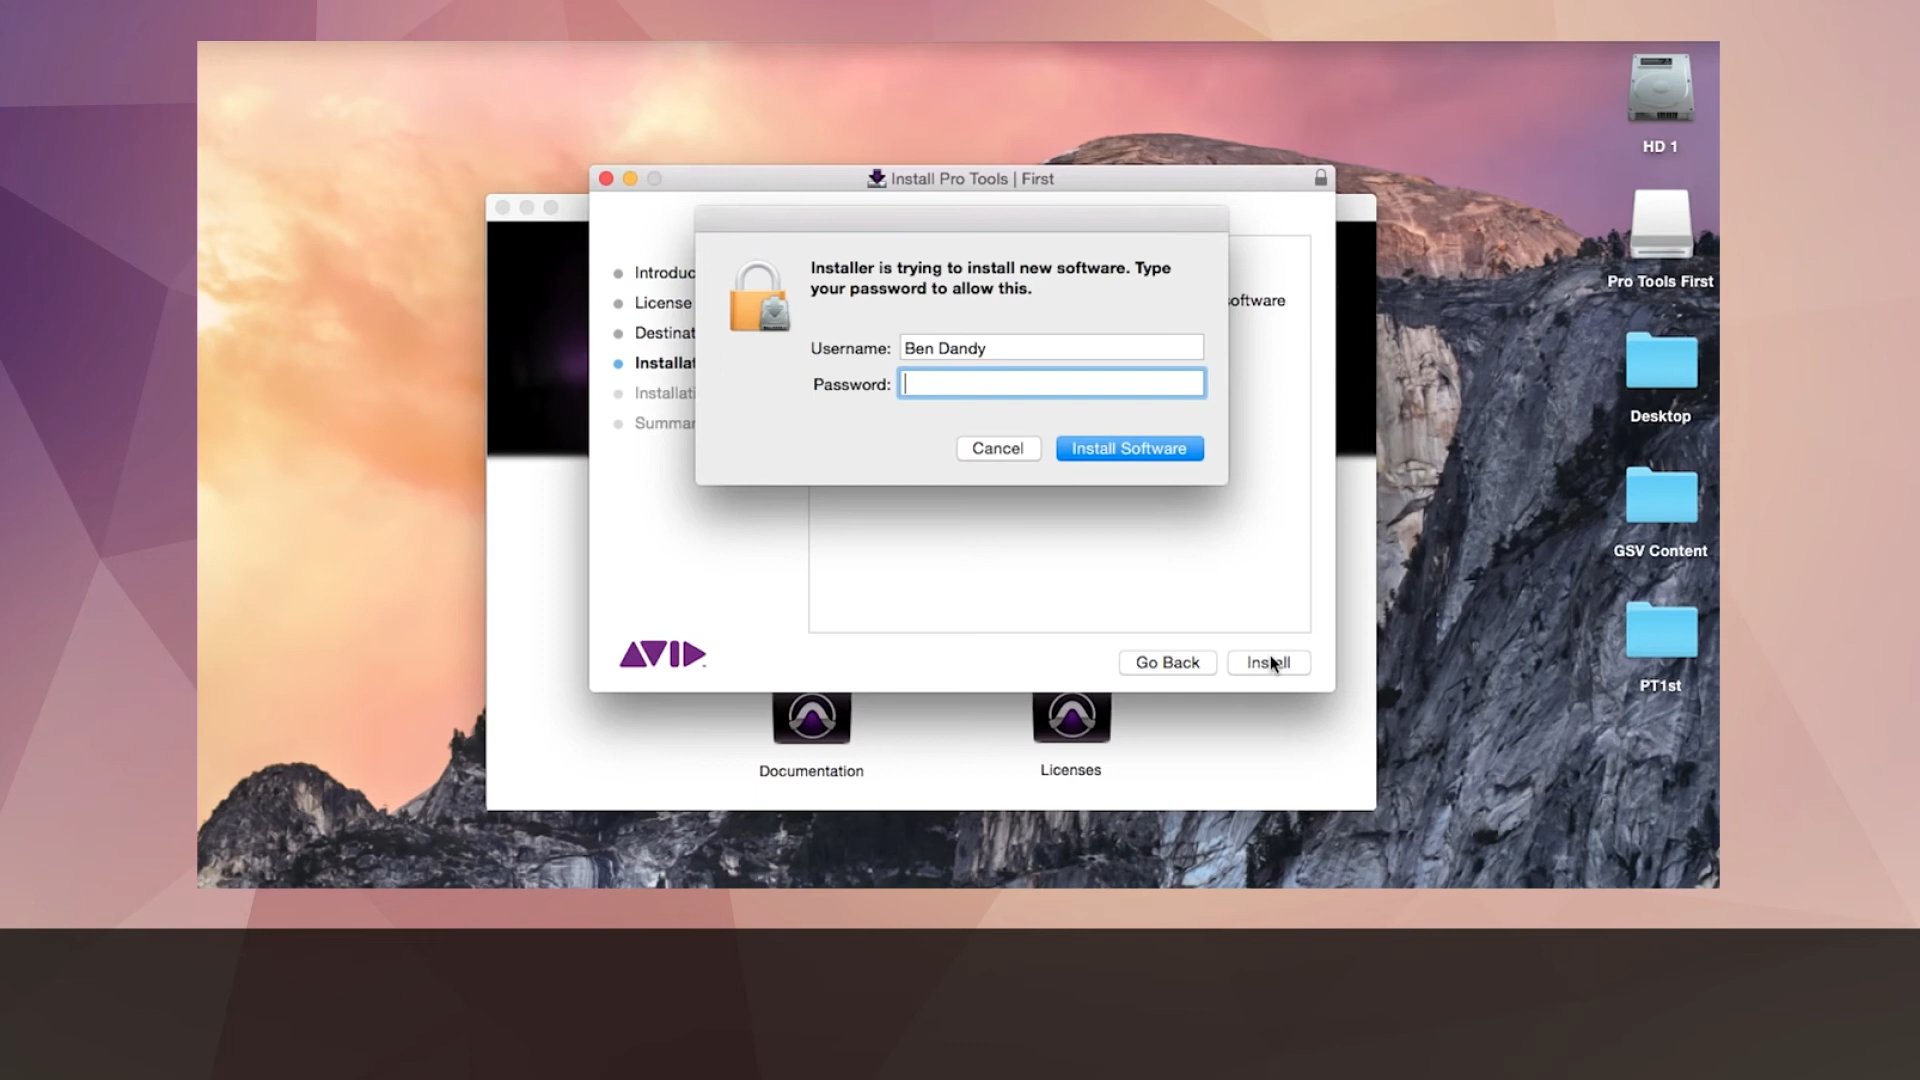 HD 1
Install Pro Tools | First
Installer is trying to install new software. Type
your password to allow this.
Introduc
Pro Tools First
software
License
Destinat
Username: Ben Dandy
Installat
Password:
Installati
Desktop
Summar
Cancel
Install Software
GSV Content
AVID
Go Back
Install
PT1st
Documentation
Licenses